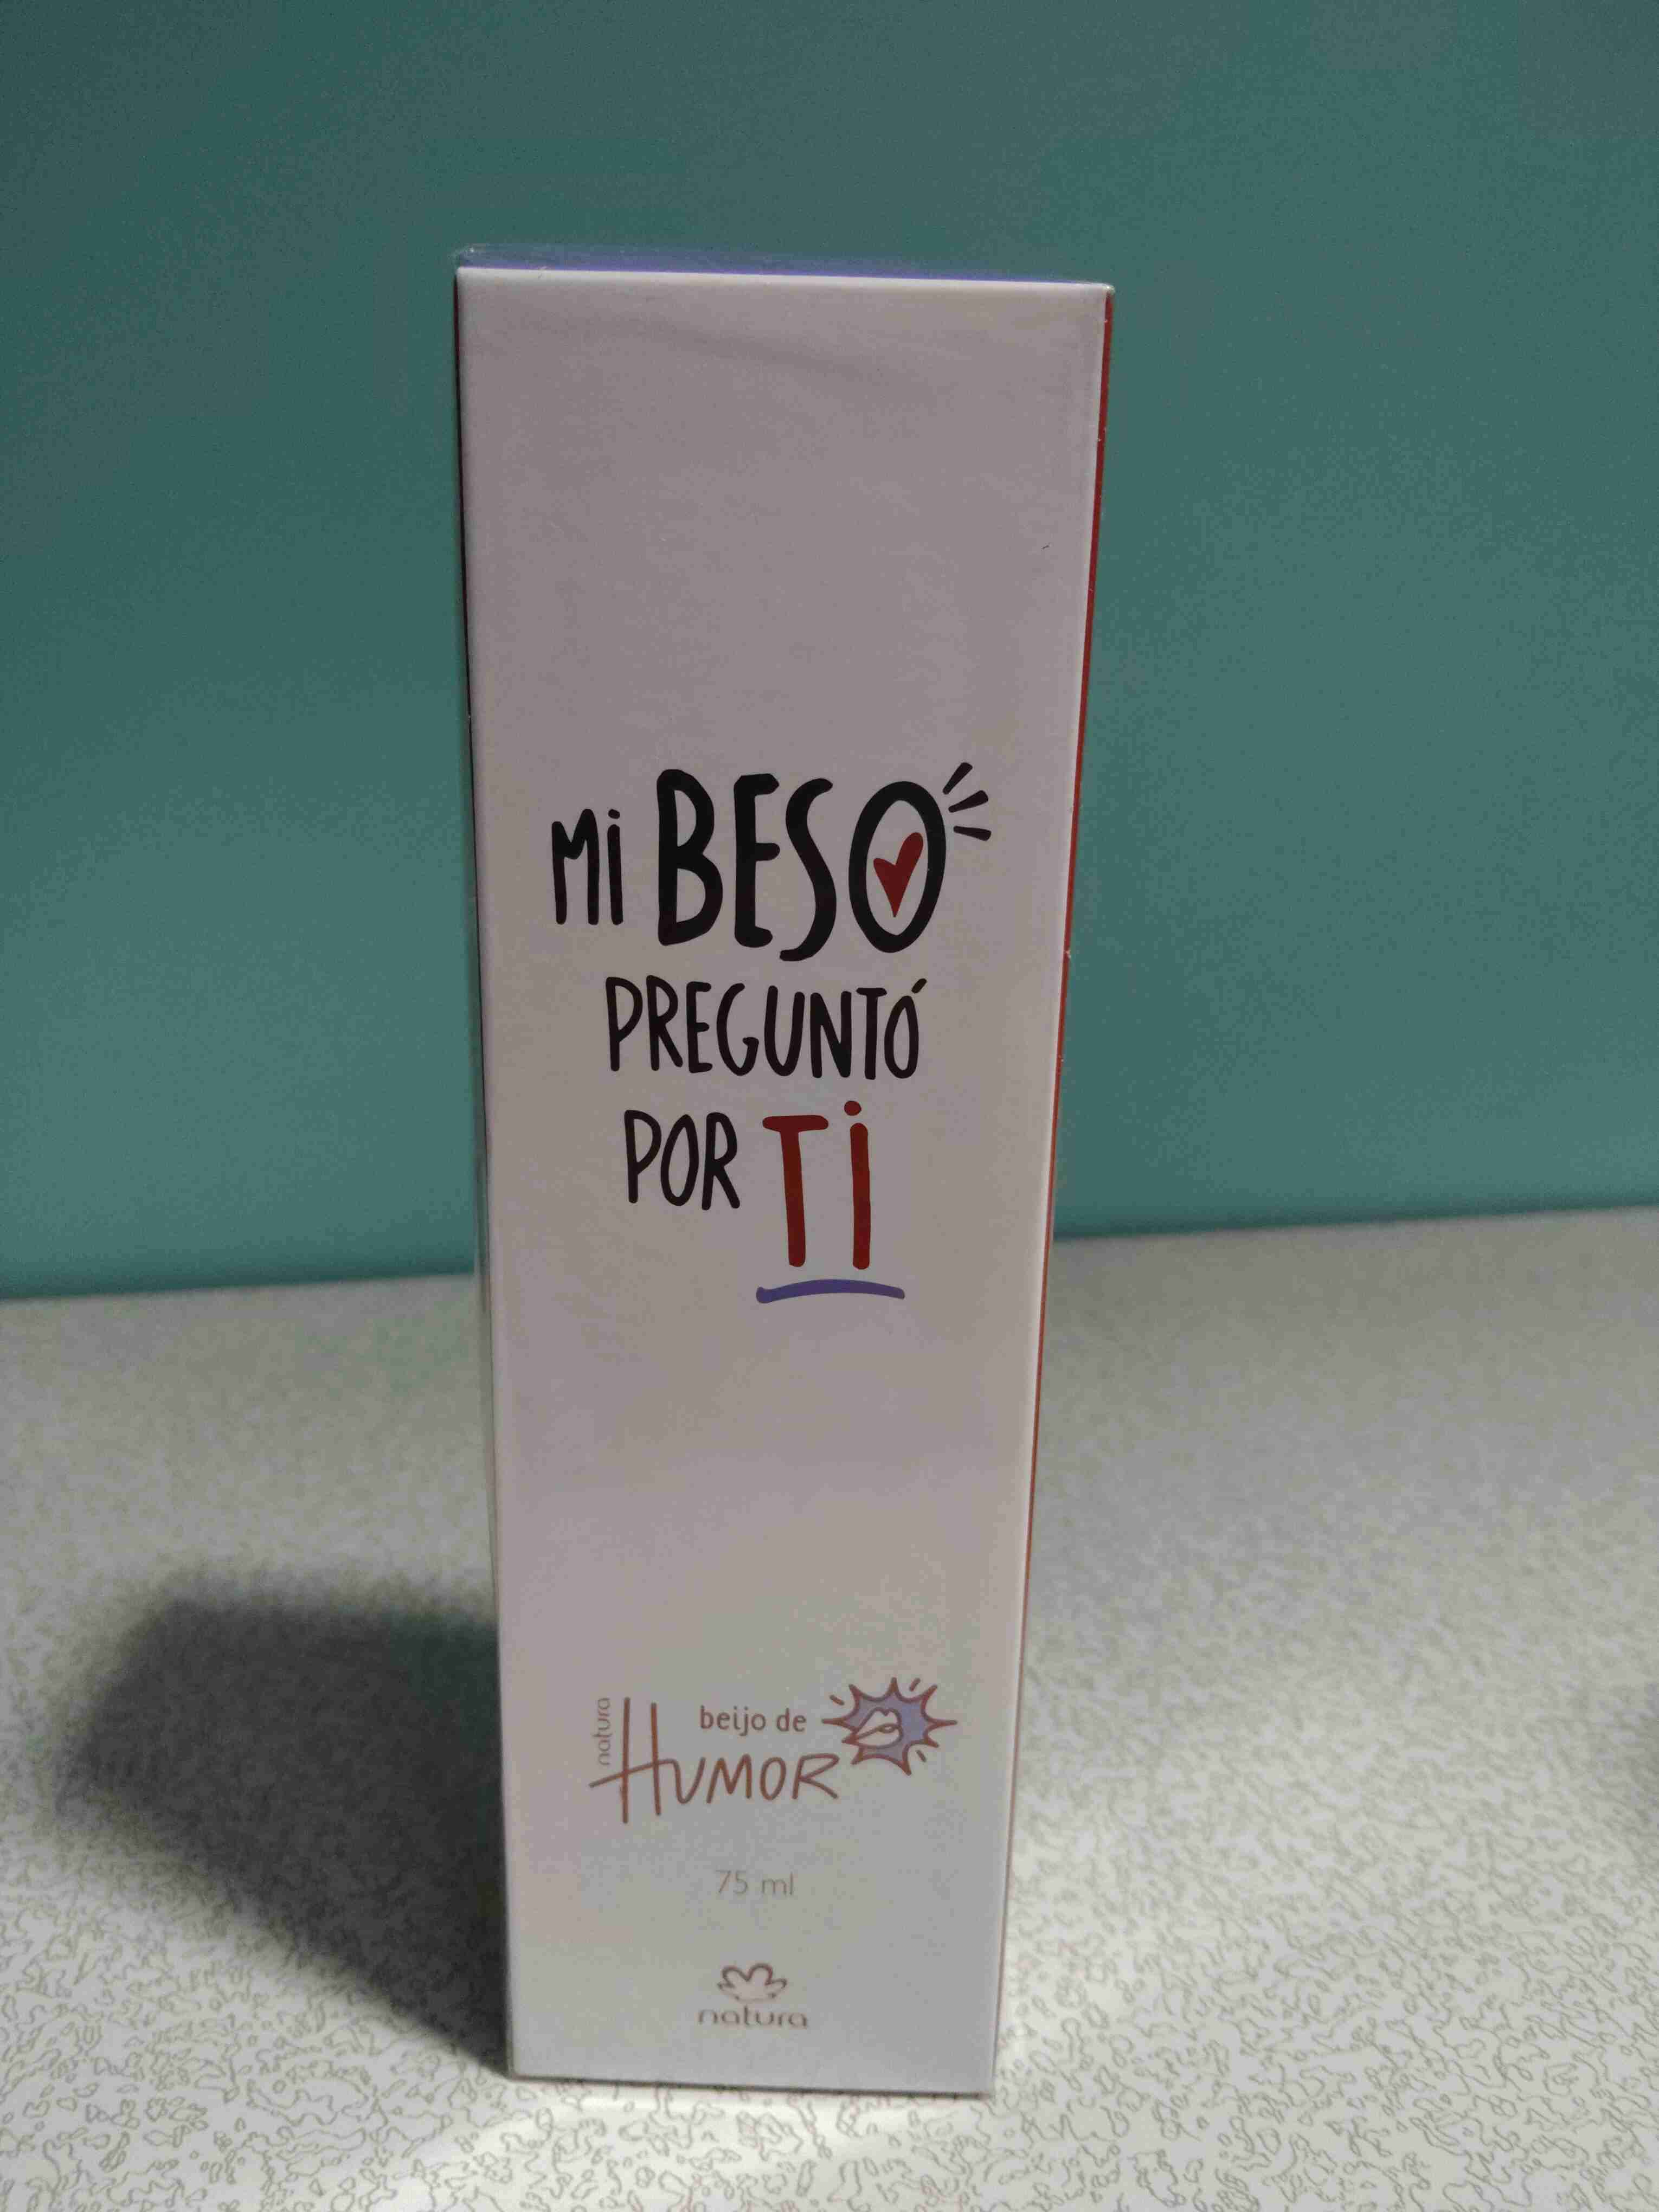 Mi BESO
PREGUNTÓ
POR Ti
natura
beijo de
HUMOR
75 ml
natura